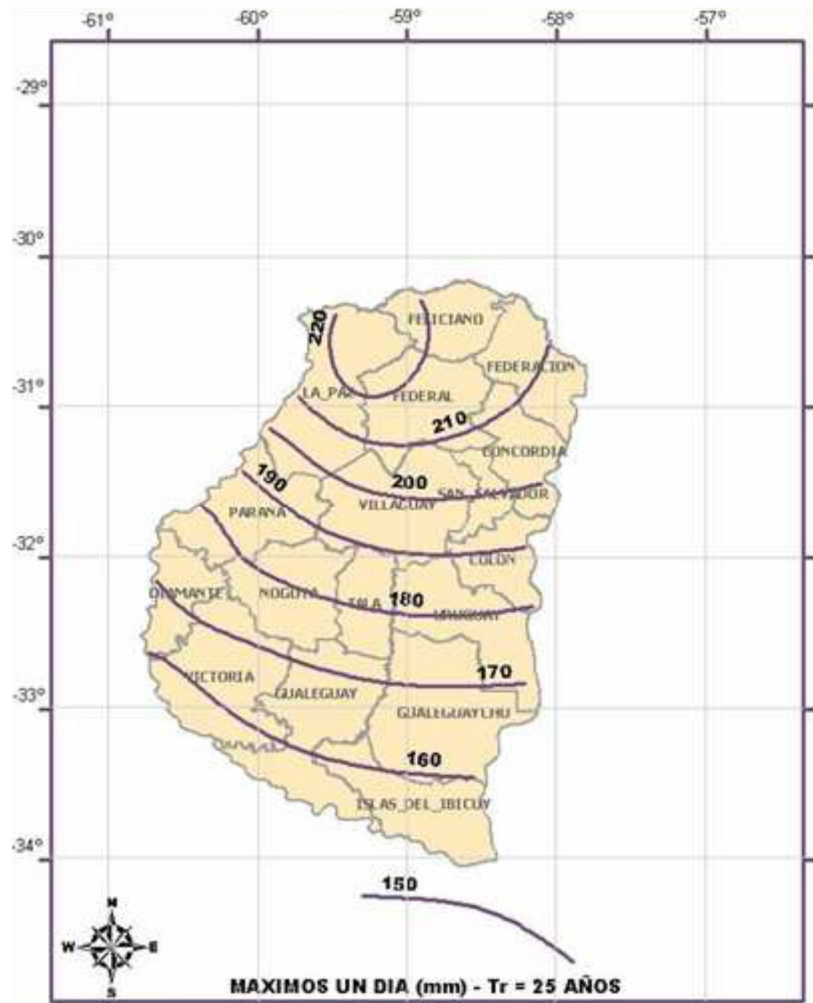 -61° -60° -59° -58° -57°
-29°
-30°
220
FELICIANO
FEDERACION
-31°
LA_PAZ
FEDERAL
210
CONCORDIA
190
200
SAN_SALVADOR
VILLAGUAY
PARANA
-32°
COLON
DIAMANTE
NOGOYA
TALA
180
URUGUAY
170
VICTORIA
GUALEGUAY
-33°
GUALEGUAYCHU
160
ISLAS_DEL_IBICUY
-34°
150
N
W E
S
MAXIMOS UN DIA (mm) - Tr = 25 AÑOS